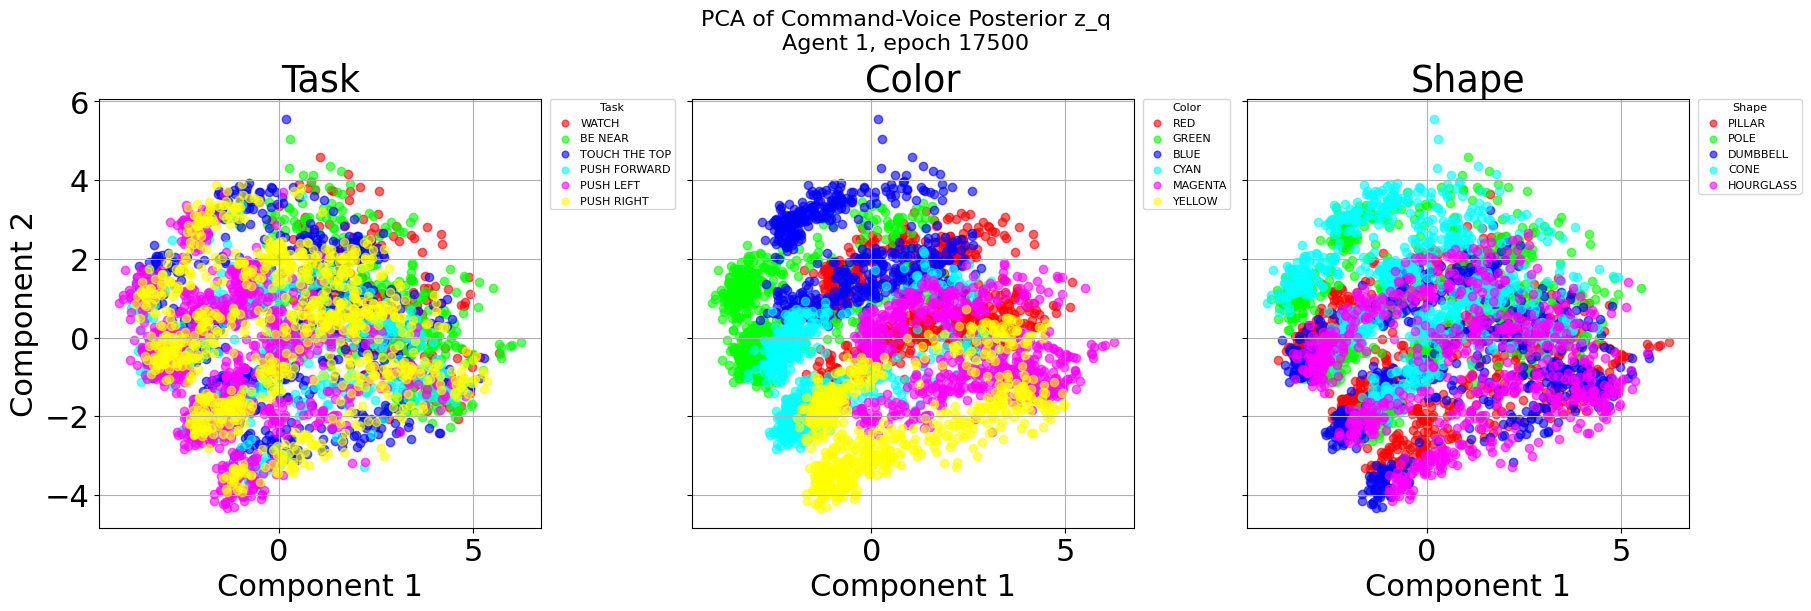 PCA of Command-Voice Posterior z_q
Agent 1, epoch 17500
Task
Color
Shape
Component 2
6
4
2
0
−2
−4
0
5
Component 1
Task
WATCH
BE NEAR
TOUCH THE TOP
PUSH FORWARD
PUSH LEFT
PUSH RIGHT
0
5
Component 1
Color
RED
GREEN
BLUE
CYAN
MAGENTA
YELLOW
0
5
Component 1
Shape
PILLAR
POLE
DUMBBELL
CONE
HOURGLASS